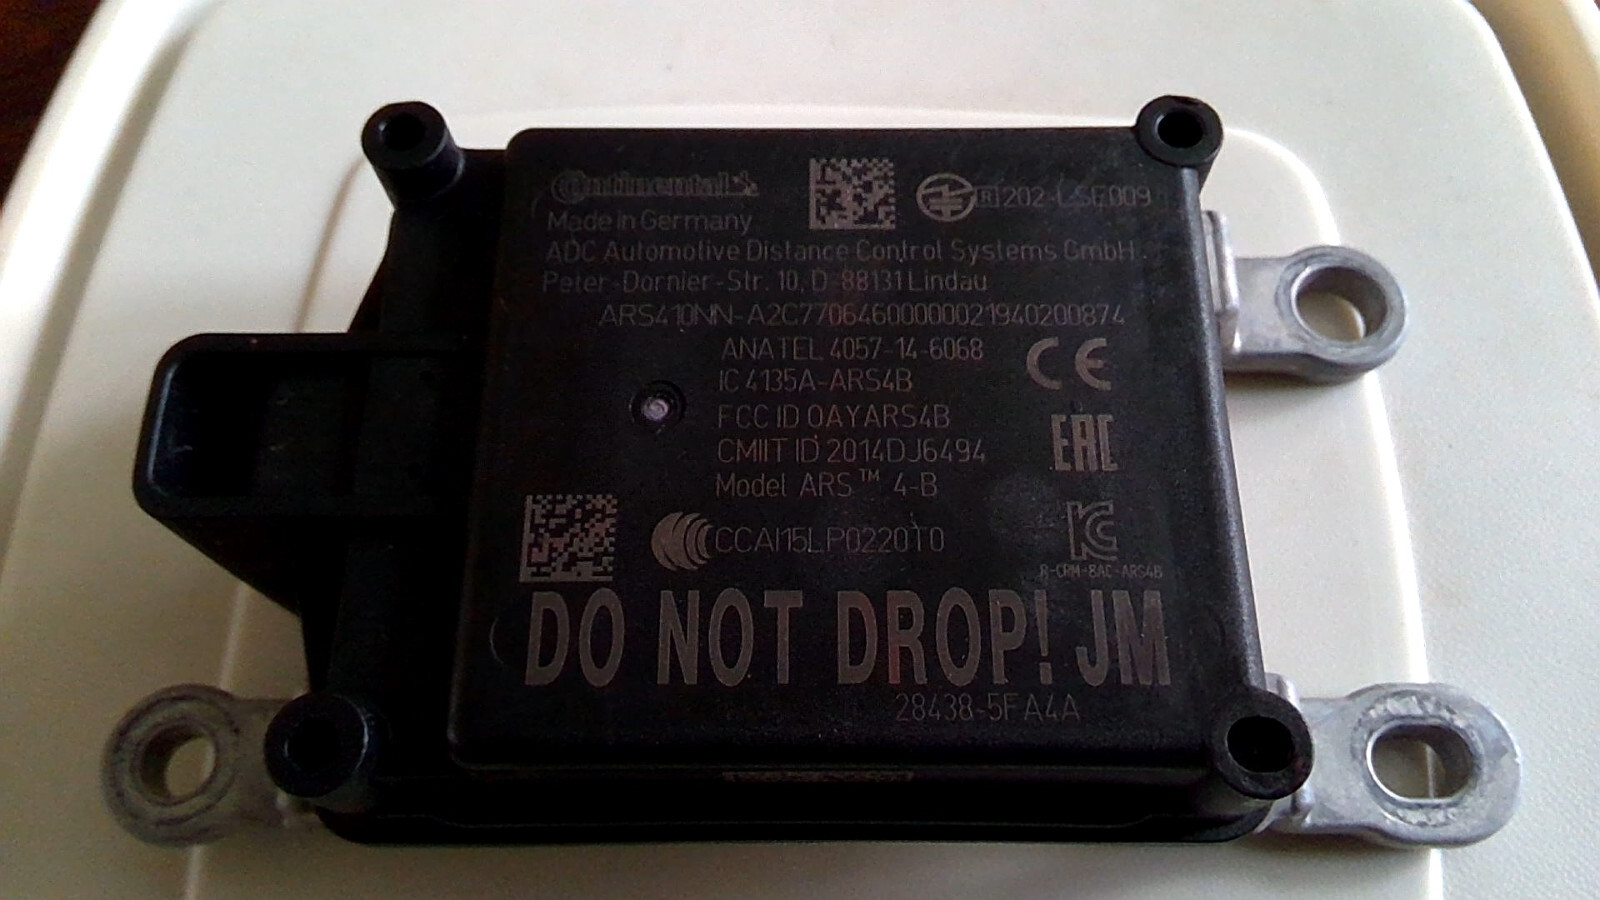 Continental
R 202-LSE009
Made in Germany
ADC Automotive Distance Control Systems GmbH
Peter-Dornier-Str. 10, D-88131 Lindau
ARS410NN-A2C77064600000021940200874
ANATEL 4057-14-6068
IC 4135A-ARS4B
CE
FCC ID OAYARS4B
CMIIT ID 2014DJ6494
EAC
Model ARS™ 4-B
CCAI15LP0220T0
KC
R-CRM-BAC-ARS4B
DO NOT DROP! JM
28438-5FA4A